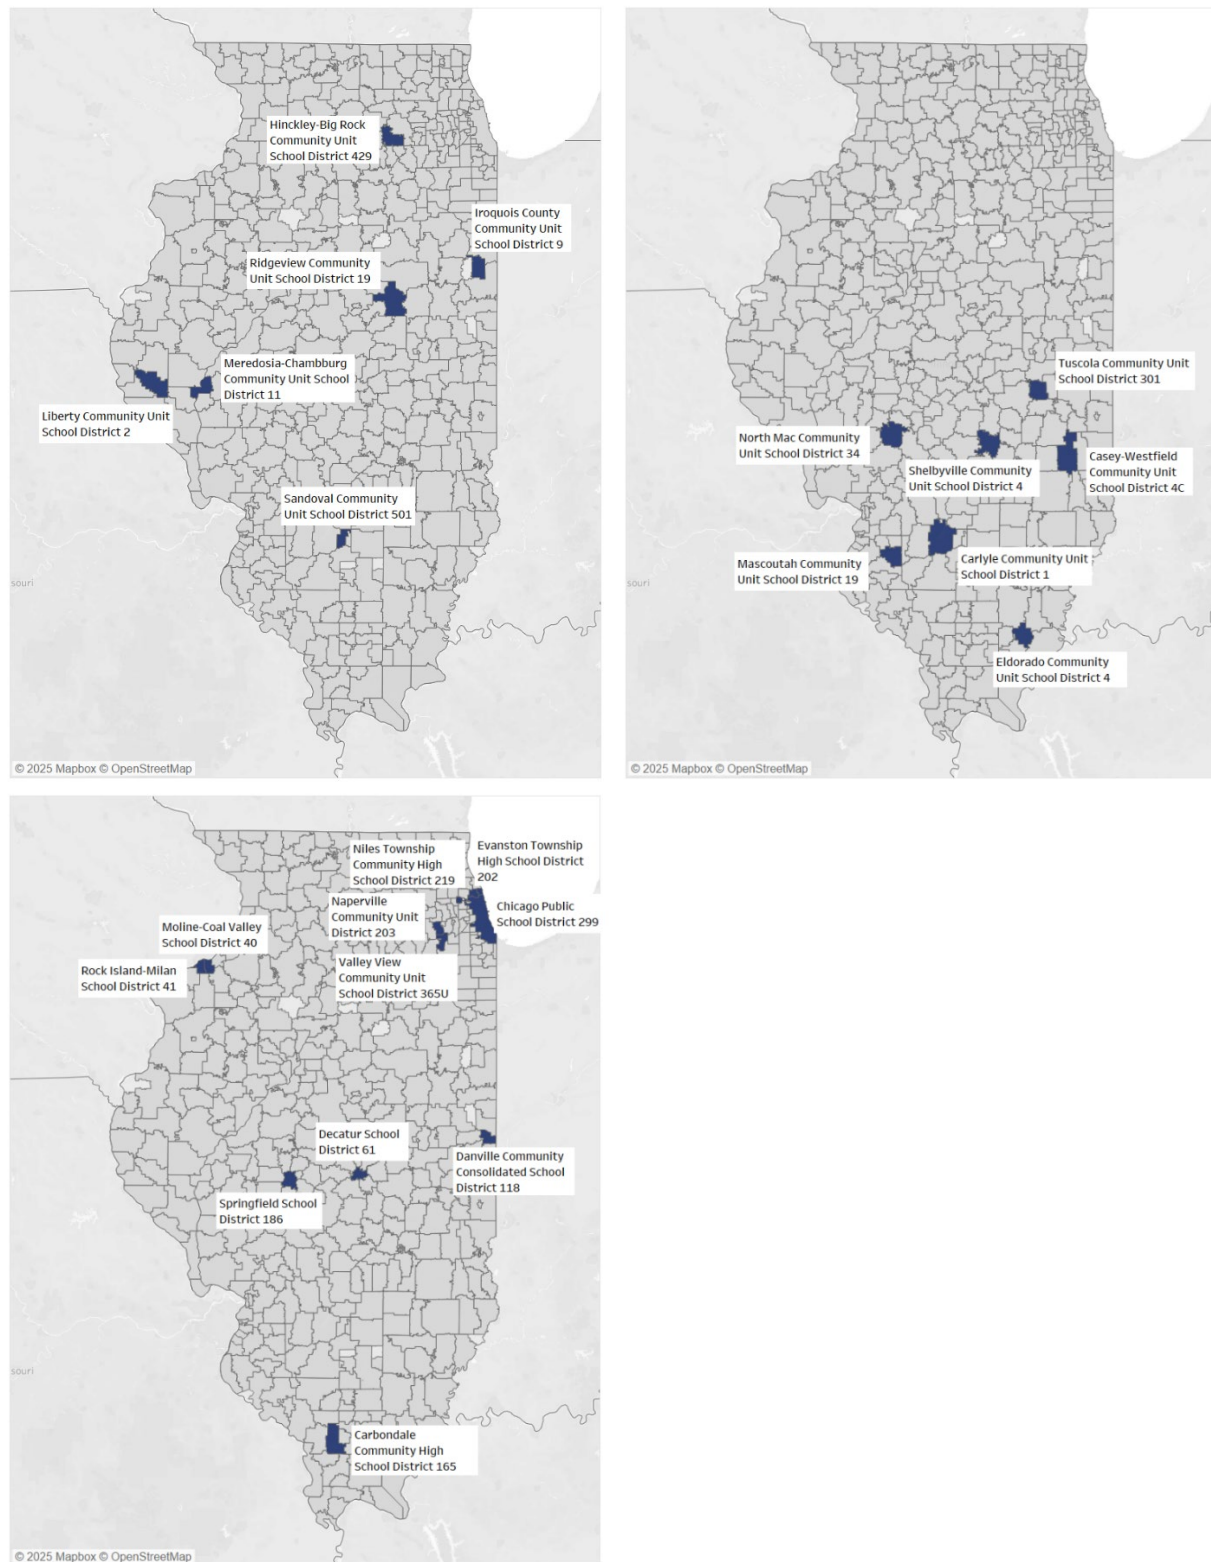 Hinckley-Big Rock
Community Unit
School District 429
Iroquois County
Community Unit
School District 9
Ridgeview Community
Unit School District 19
Meredosia-Chambburg
Community Unit School
District 11
Liberty Community Unit
School District 2
Sandoval Community
Unit School District 501
souri
© 2025 Mapbox © OpenStreetMap
Tuscola Community Unit
School District 301
North Mac Community
Unit School District 34
Shelbyville Community
Unit School District 4
Casey-Westfield
Community Unit
School District 4C
Mascoutah Community
Unit School District 19
Carlyle Community Unit
School District 1
souri
Eldorado Community
Unit School District 4
© 2025 Mapbox © OpenStreetMap
Niles Township
Community High
School District 219
Evanston Township
High School District
202
Naperville
Community Unit
District 203
Chicago Public
School District 299
Moline-Coal Valley
School District 40
Rock Island-Milan
School District 41
Valley View
Community Unit
School District 365U
Decatur School
District 61
Danville Community
Consolidated School
District 118
Springfield School
District 186
souri
Carbondale
Community High
School District 165
© 2025 Mapbox © OpenStreetMap